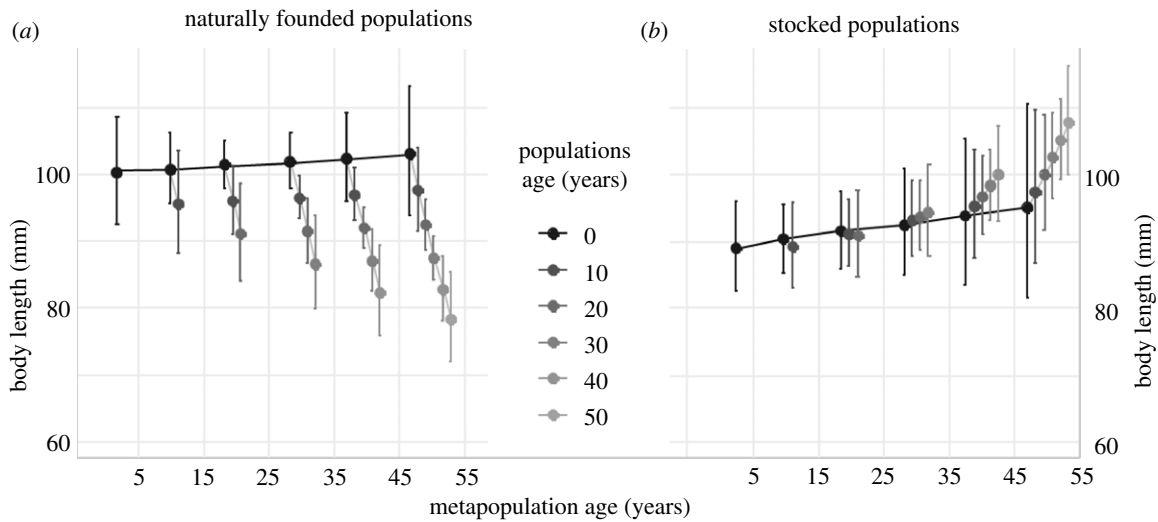 (a)
naturally founded populations
100
80
60
body length (mm)
5 15 25 35 45 55
populations
age (years)
0
10
20
30
40
50
(b)
stocked populations
100
80
60
body length (mm)
5 15 25 35 45 55
metapopulation age (years)